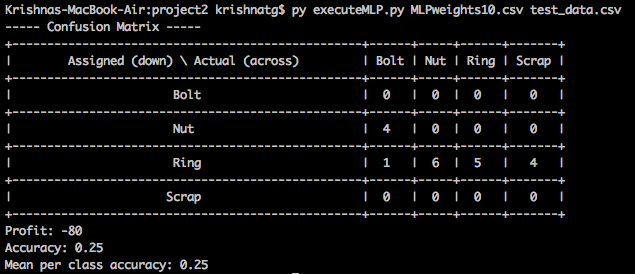 Krishnas-MacBook-Air:project2 krishnatg$ py executeMLP.py MLPweights10.csv test_data.csv
----- Confusion Matrix -----
+----------------------------------------------+------+-----+------+-------+
|       Assigned (down) \ Actual (across)      | Bolt | Nut | Ring | Scrap |
+----------------------------------------------+------+-----+------+-------+
|                     Bolt                     |  0   |  0  |  0   |   0   |
+----------------------------------------------+------+-----+------+-------+
|                     Nut                      |  4   |  0  |  0   |   0   |
+----------------------------------------------+------+-----+------+-------+
|                     Ring                     |  1   |  6  |  5   |   4   |
+----------------------------------------------+------+-----+------+-------+
|                    Scrap                     |  0   |  0  |  0   |   0   |
+----------------------------------------------+------+-----+------+-------+
Profit: -80
Accuracy: 0.25
Mean per class accuracy: 0.25